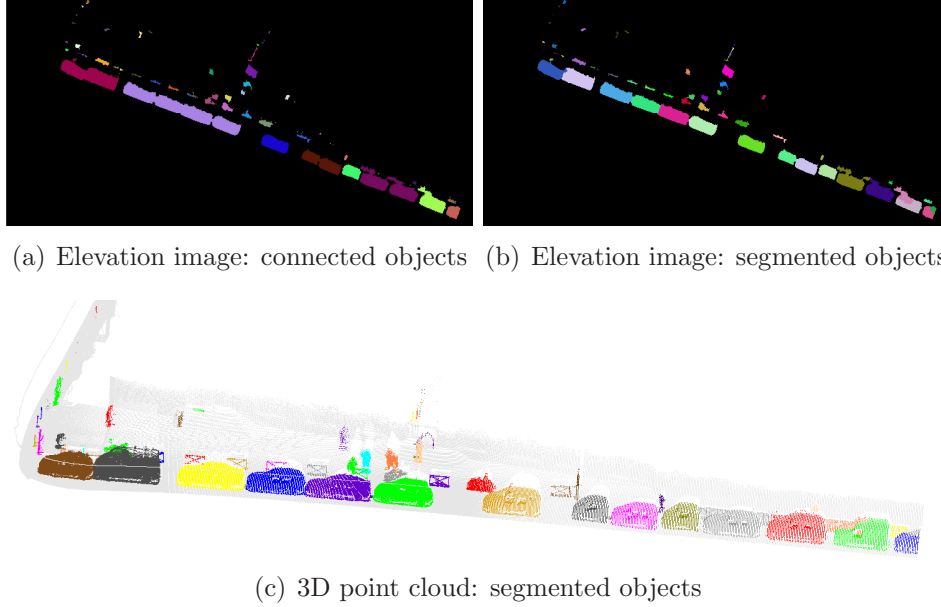 (a) Elevation image: connected objects
(b) Elevation image: segmented objects
(c) 3D point cloud: segmented objects